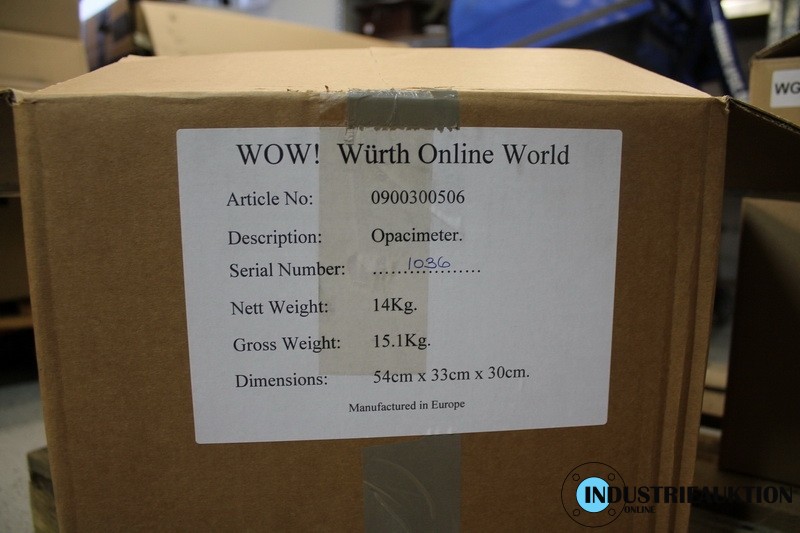 WOW! Würth Online World
Article No: 0900300506
Description: Opacimeter.
Serial Number: ......1036..........
Nett Weight: 14Kg.
Gross Weight: 15.1Kg.
Dimensions: 54cm x 33cm x 30cm.
Manufactured in Europe
WG
INDUSTRIEAUKTION
ONLINE